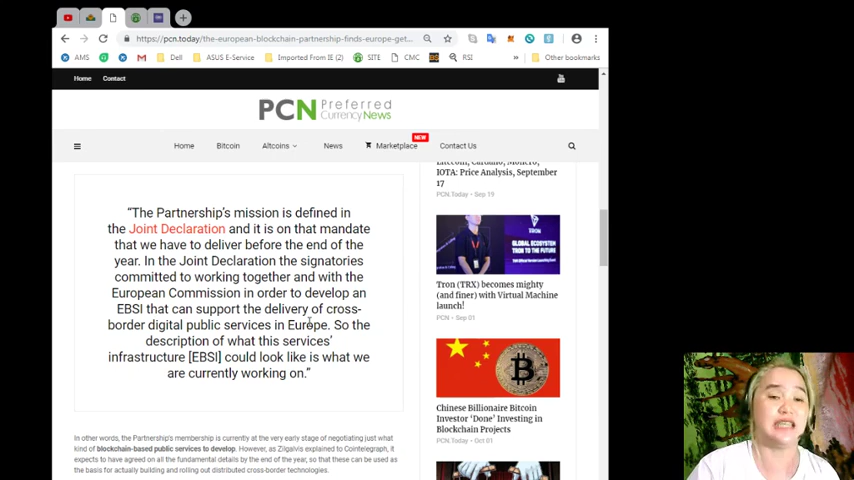 https://pcn.today/the-european-blockchain-partnership-finds-europe-get...
AMS
Dell
ASUS E-Service
Imported From IE (2)
SITE
CMC
RSI
»
Other bookmarks
Home
Contact
PCN Preferred
Currency News
NEW
Home
Bitcoin
Altcoins
News
Marketplace
Contact Us
“The Partnership’s mission is defined in
the Joint Declaration and it is on that mandate
that we have to deliver before the end of the
year. In the Joint Declaration the signatories
committed to working together and with the
European Commission in order to develop an
EBSI that can support the delivery of cross-
border digital public services in Europe. So the
description of what this services’
infrastructure [EBSI] could look like is what we
are currently working on.”
In other words, the Partnership's membership is currently at the very early stage of negotiating just what
kind of blockchain-based public services to develop. However, as Zilgalvis explained to Cointelegraph, it
expects to have agreed on all the fundamental details by the end of the year, so that these can be used as
the basis for actually building and rolling out distributed cross-border technologies.
Litecoin, Cardano, Monero,
IOTA: Price Analysis, September
17
PCN.Today • Sep 19
TRON
GLOBAL ECOSYSTEM
TRON TO THE FUTURE
Tron (TRX) becomes mighty
(and finer) with Virtual Machine
launch!
PCN • Sep 01
Chinese Billionaire Bitcoin
Investor ‘Done’ Investing in
Blockchain Projects
PCN.Today • Oct 01